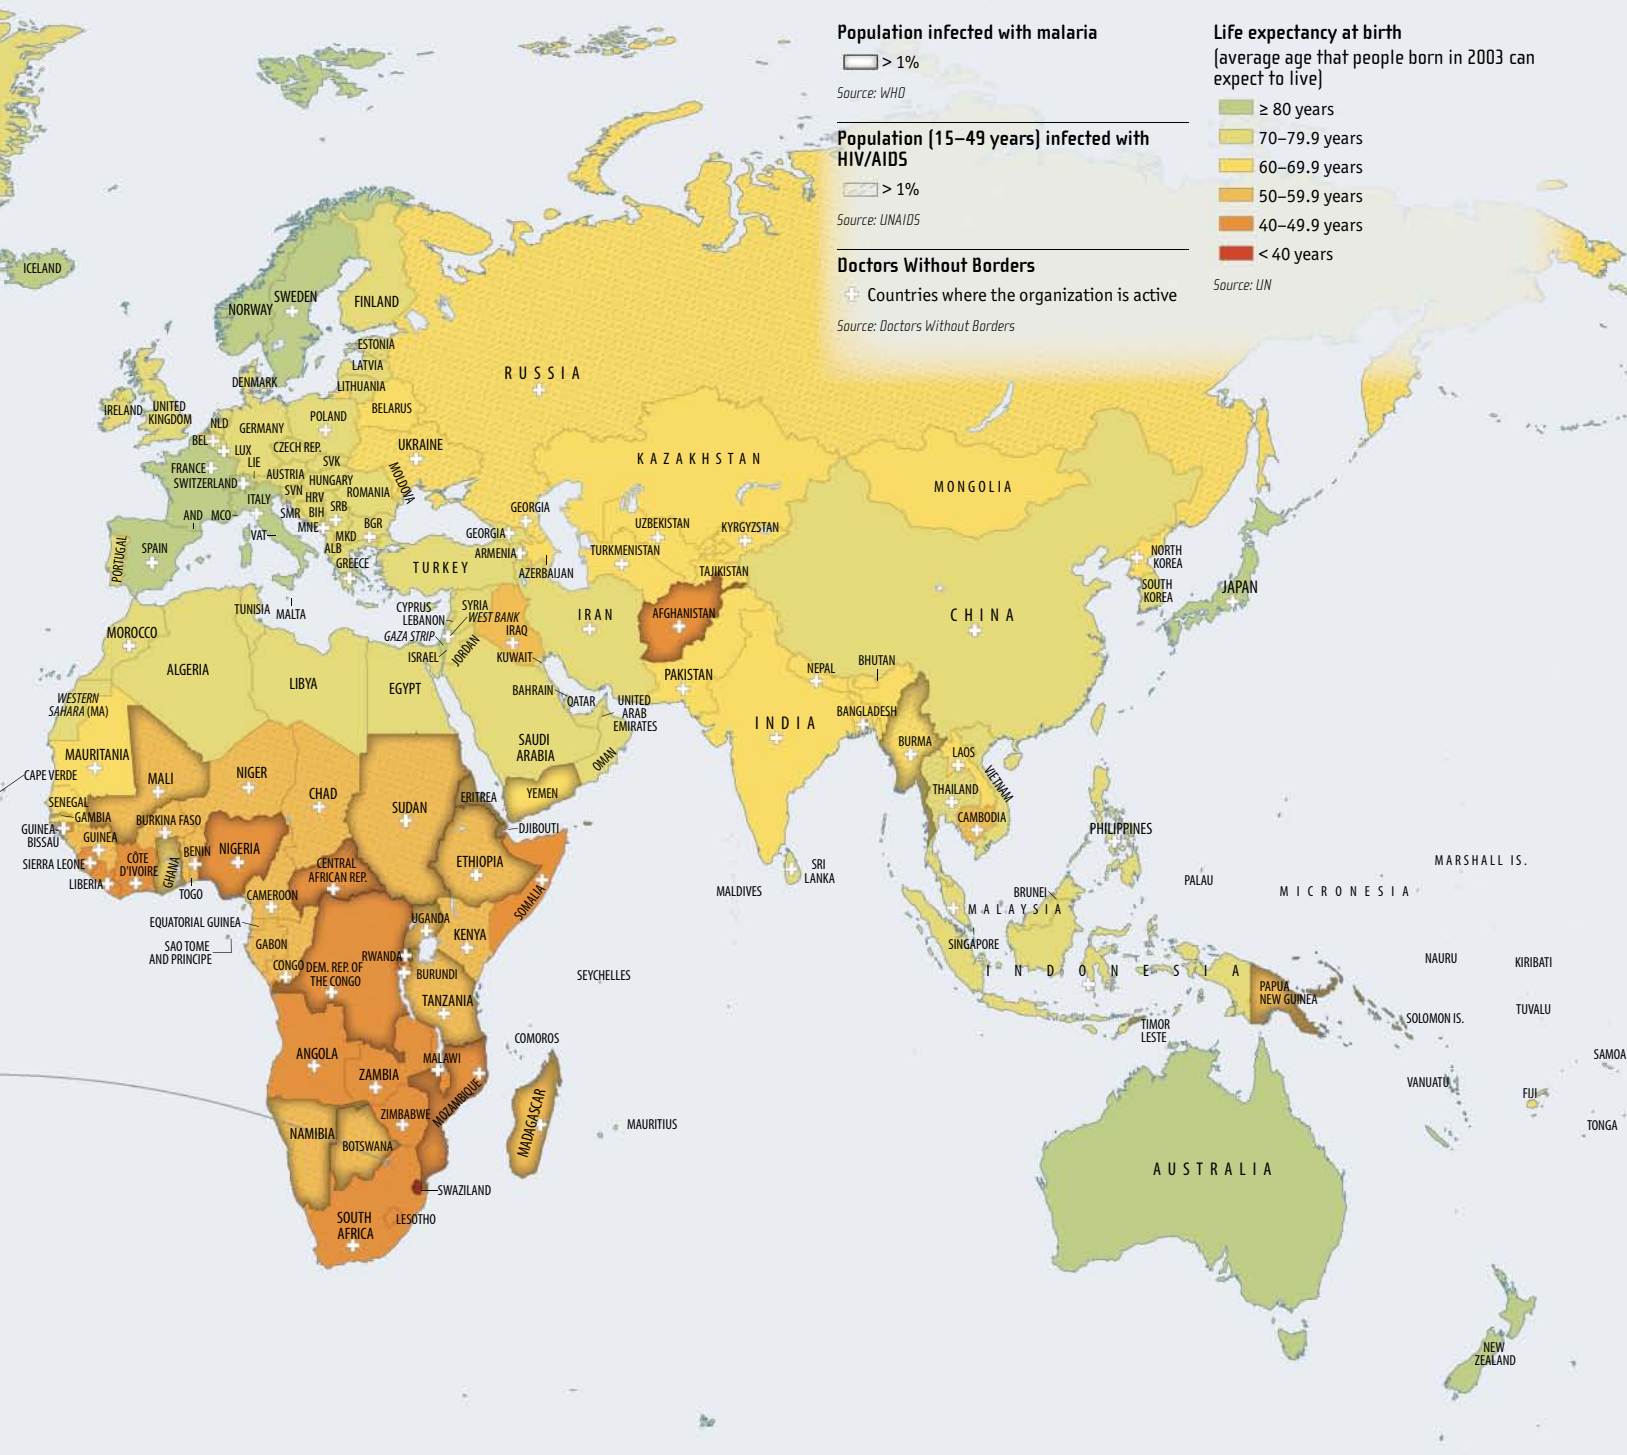 Population infected with malaria
> 1%
Source: WHO
Population (15–49 years) infected with
HIV/AIDS
> 1%
Source: UNAIDS
Doctors Without Borders
Countries where the organization is active
Source: Doctors Without Borders
Life expectancy at birth
(average age that people born in 2003 can
expect to live)
≥ 80 years
70–79.9 years
60–69.9 years
50–59.9 years
40–49.9 years
< 40 years
Source: UN
ICELAND
NORWAY
SWEDEN
FINLAND
ESTONIA
LATVIA
LITHUANIA
DENMARK
RUSSIA
IRELAND
UNITED
KINGDOM
NLD
BEL
LUX
LIE
GERMANY
POLAND
BELARUS
CZECH REP.
UKRAINE
SVK
FRANCE
SWITZERLAND
AUSTRIA
HUNGARY
MOLDOVA
SVN
HRV
ROMANIA
ITALY
SMR
BIH
SRB
AND
MCO
MNE
BGR
VAT
MKD
ALB
GREECE
PORTUGAL
SPAIN
GEORGIA
GEORGIA
ARMENIA
AZERBAIJAN
TURKEY
KAZAKHSTAN
MONGOLIA
UZBEKISTAN
KYRGYZSTAN
TURKMENISTAN
TAJIKISTAN
NORTH
KOREA
SOUTH
KOREA
JAPAN
CHINA
TUNISIA
MALTA
CYPRUS
LEBANON
SYRIA
WEST BANK
GAZA STRIP
IRAQ
ISRAEL
JORDAN
KUWAIT
IRAN
AFGHANISTAN
MOROCCO
ALGERIA
LIBYA
EGYPT
BAHRAIN
QATAR
UNITED
ARAB
EMIRATES
SAUDI
ARABIA
OMAN
YEMEN
PAKISTAN
NEPAL
BHUTAN
BANGLADESH
INDIA
BURMA
LAOS
VIETNAM
THAILAND
CAMBODIA
PHILIPPINES
SRI
LANKA
MALDIVES
WESTERN
SAHARA (MA)
MAURITANIA
CAPE VERDE
MALI
NIGER
CHAD
SUDAN
ERITREA
DJIBOUTI
SENEGAL
GAMBIA
GUINEA-
BISSAU
GUINEA
BURKINA FASO
SIERRA LEONE
CÔTE
D'IVOIRE
LIBERIA
GHANA
BENIN
TOGO
NIGERIA
CENTRAL
AFRICAN REP.
ETHIOPIA
SOMALIA
CAMEROON
EQUATORIAL GUINEA
SAO TOME
AND PRINCIPE
GABON
CONGO
DEM. REP. OF
THE CONGO
UGANDA
KENYA
RWANDA
BURUNDI
TANZANIA
SEYCHELLES
COMOROS
ANGOLA
ZAMBIA
MALAWI
MOZAMBIQUE
ZIMBABWE
NAMIBIA
BOTSWANA
MADAGASCAR
MAURITIUS
SWAZILAND
LESOTHO
SOUTH
AFRICA
BRUNEI
MALAYSIA
SINGAPORE
INDONESIA
TIMOR
LESTE
PALAU
MICRONESIA
MARSHALL IS.
NAURU
KIRIBATI
PAPUA
NEW GUINEA
SOLOMON IS.
TUVALU
SAMOA
VANUATU
FIJI
TONGA
AUSTRALIA
NEW
ZEALAND